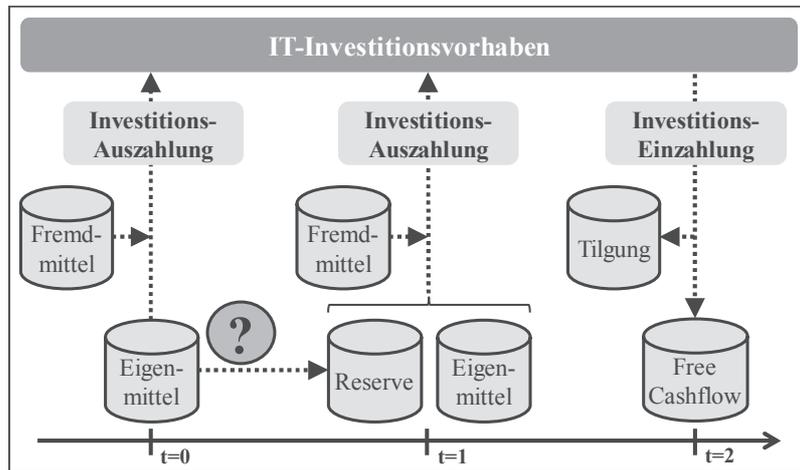 IT-Investitionsvorhaben
Investitions-
Auszahlung
Investitions-
Auszahlung
Investitions-
Einzahlung
Fremd-
mittel
Fremd-
mittel
Tilgung
?
Eigen-
mittel
Reserve
Eigen-
mittel
Free
Cashflow
t=0
t=1
t=2